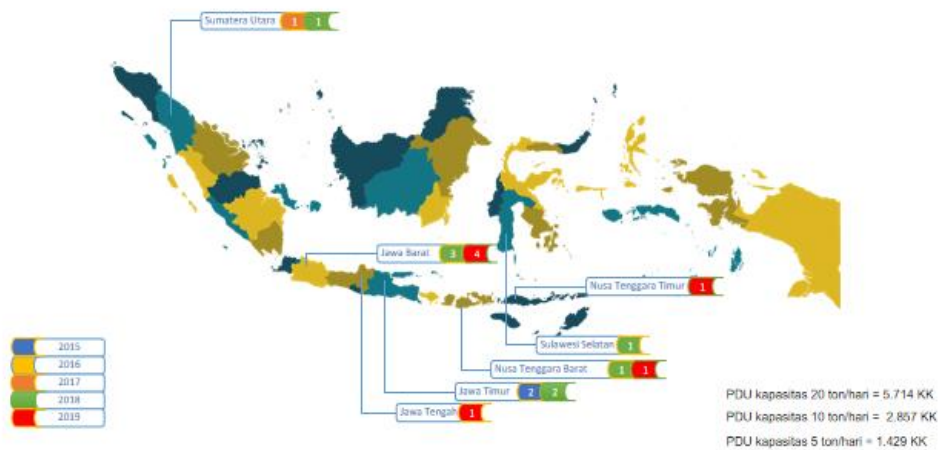 Sumatera Utara 1 1
Jawa Barat 3 4
Nusa Tenggara Timur 1
Sulawesi Selatan 1
Nusa Tenggara Barat 1 1
Jawa Timur 2 2
Jawa Tengah 1
2015
2016
2017
2018
2019
PDU kapasitas 20 ton/hari = 5.714 KK
PDU kapasitas 10 ton/hari = 2.857 KK
PDU kapasitas 5 ton/hari = 1.429 KK